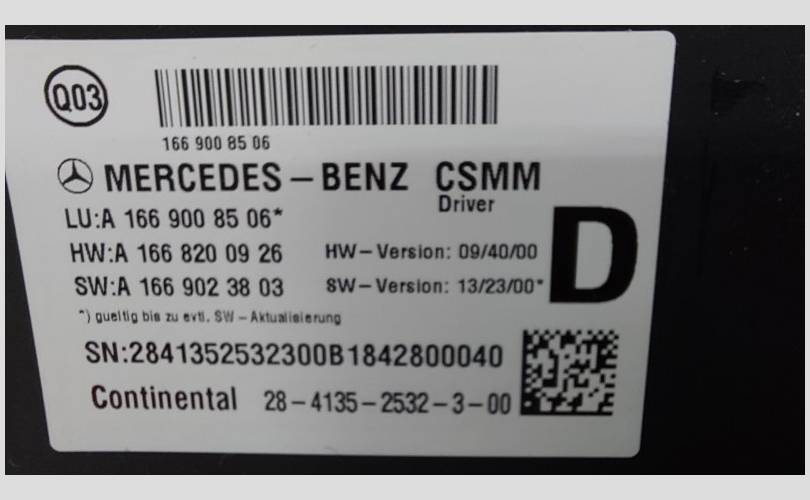 Q03
166 900 85 06
MERCEDES – BENZ CSMM
Driver
LU:A 166 900 85 06*
D
HW:A 166 820 09 26 HW – Version: 09/40/00
SW:A 166 902 38 03 SW – Version: 13/23/00*
*) gueltig bis zu evtl. SW – Aktualisierung
SN:2841352532300B1842800040
Continental 28 – 4135 – 2532 – 3 – 00